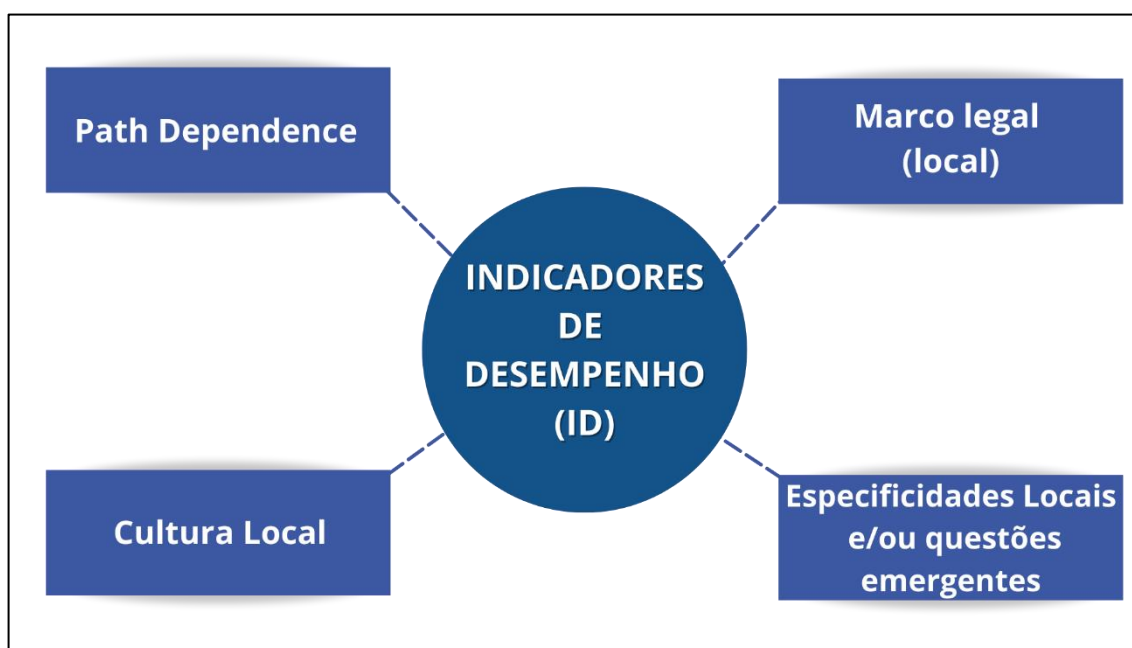 Path Dependence
Marco legal
(local)
INDICADORES
DE
DESEMPENHO
(ID)
Cultura Local
Especificidades Locais
e/ou questões
emergentes